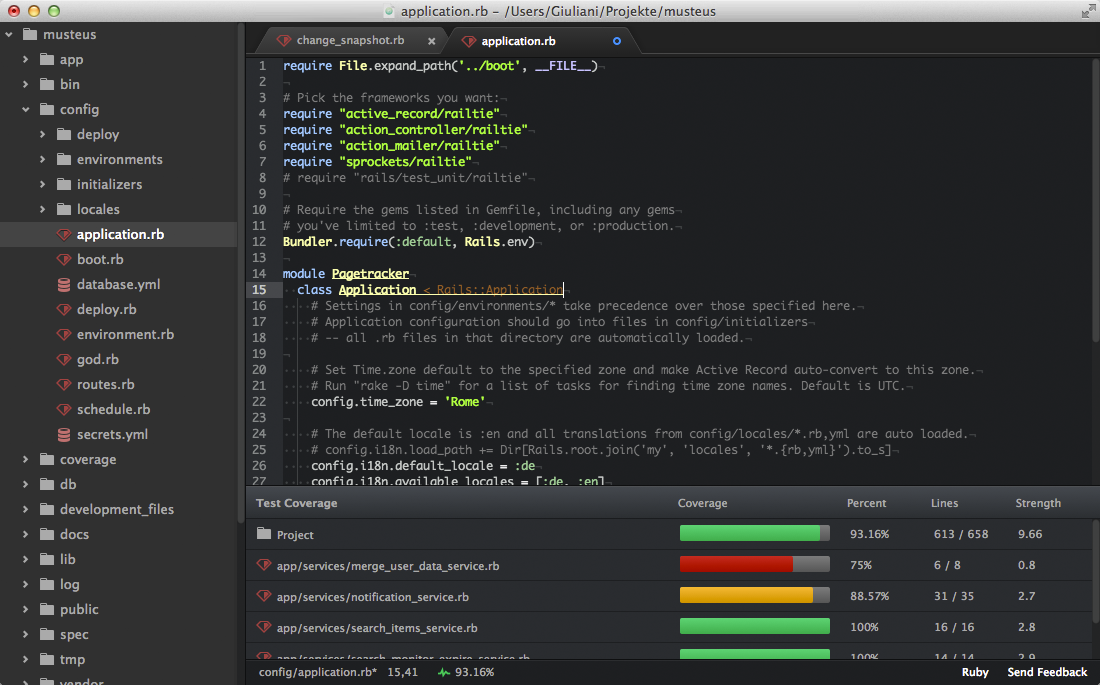 application.rb – /Users/Giuliani/Projekte/musteus
musteus
app
bin
config
deploy
environments
initializers
locales
application.rb
boot.rb
database.yml
deploy.rb
environment.rb
god.rb
routes.rb
schedule.rb
secrets.yml
coverage
db
development_files
docs
lib
log
public
spec
tmp
vendor
change_snapshot.rb
application.rb
1 require File.expand_path('../boot', __FILE__)¬
2 ¬
3 # Pick the frameworks you want:¬
4 require "active_record/railtie"¬
5 require "action_controller/railtie"¬
6 require "action_mailer/railtie"¬
7 require "sprockets/railtie"¬
8 # require "rails/test_unit/railtie"¬
9 ¬
10 # Require the gems listed in Gemfile, including any gems¬
11 # you've limited to :test, :development, or :production.¬
12 Bundler.require(:default, Rails.env)¬
13 ¬
14 module Pagetracker¬
15 class Application < Rails::Application
16 # Settings in config/environments/* take precedence over those specified here.¬
17 # Application configuration should go into files in config/initializers¬
18 # -- all .rb files in that directory are automatically loaded.¬
19 ¬
20 # Set Time.zone default to the specified zone and make Active Record auto-convert to this zone.¬
21 # Run "rake -D time" for a list of tasks for finding time zone names. Default is UTC.¬
22 config.time_zone = 'Rome'¬
23 ¬
24 # The default locale is :en and all translations from config/locales/*.rb,yml are auto loaded.¬
25 # config.i18n.load_path += Dir[Rails.root.join('my', 'locales', '*.{rb,yml}').to_s]¬
26 config.i18n.default_locale = :de¬
27 config.i18n.available_locales = [:de, :en]¬
Test Coverage Coverage Percent Lines Strength
Project 93.16% 613 / 658 9.66
app/services/merge_user_data_service.rb 75% 6 / 8 0.8
app/services/notification_service.rb 88.57% 31 / 35 2.7
app/services/search_items_service.rb 100% 16 / 16 2.8
app/services/search_monitor_expire_service.rb 100% 14 / 14 2.9
config/application.rb* 15,41 93.16% Ruby Send Feedback